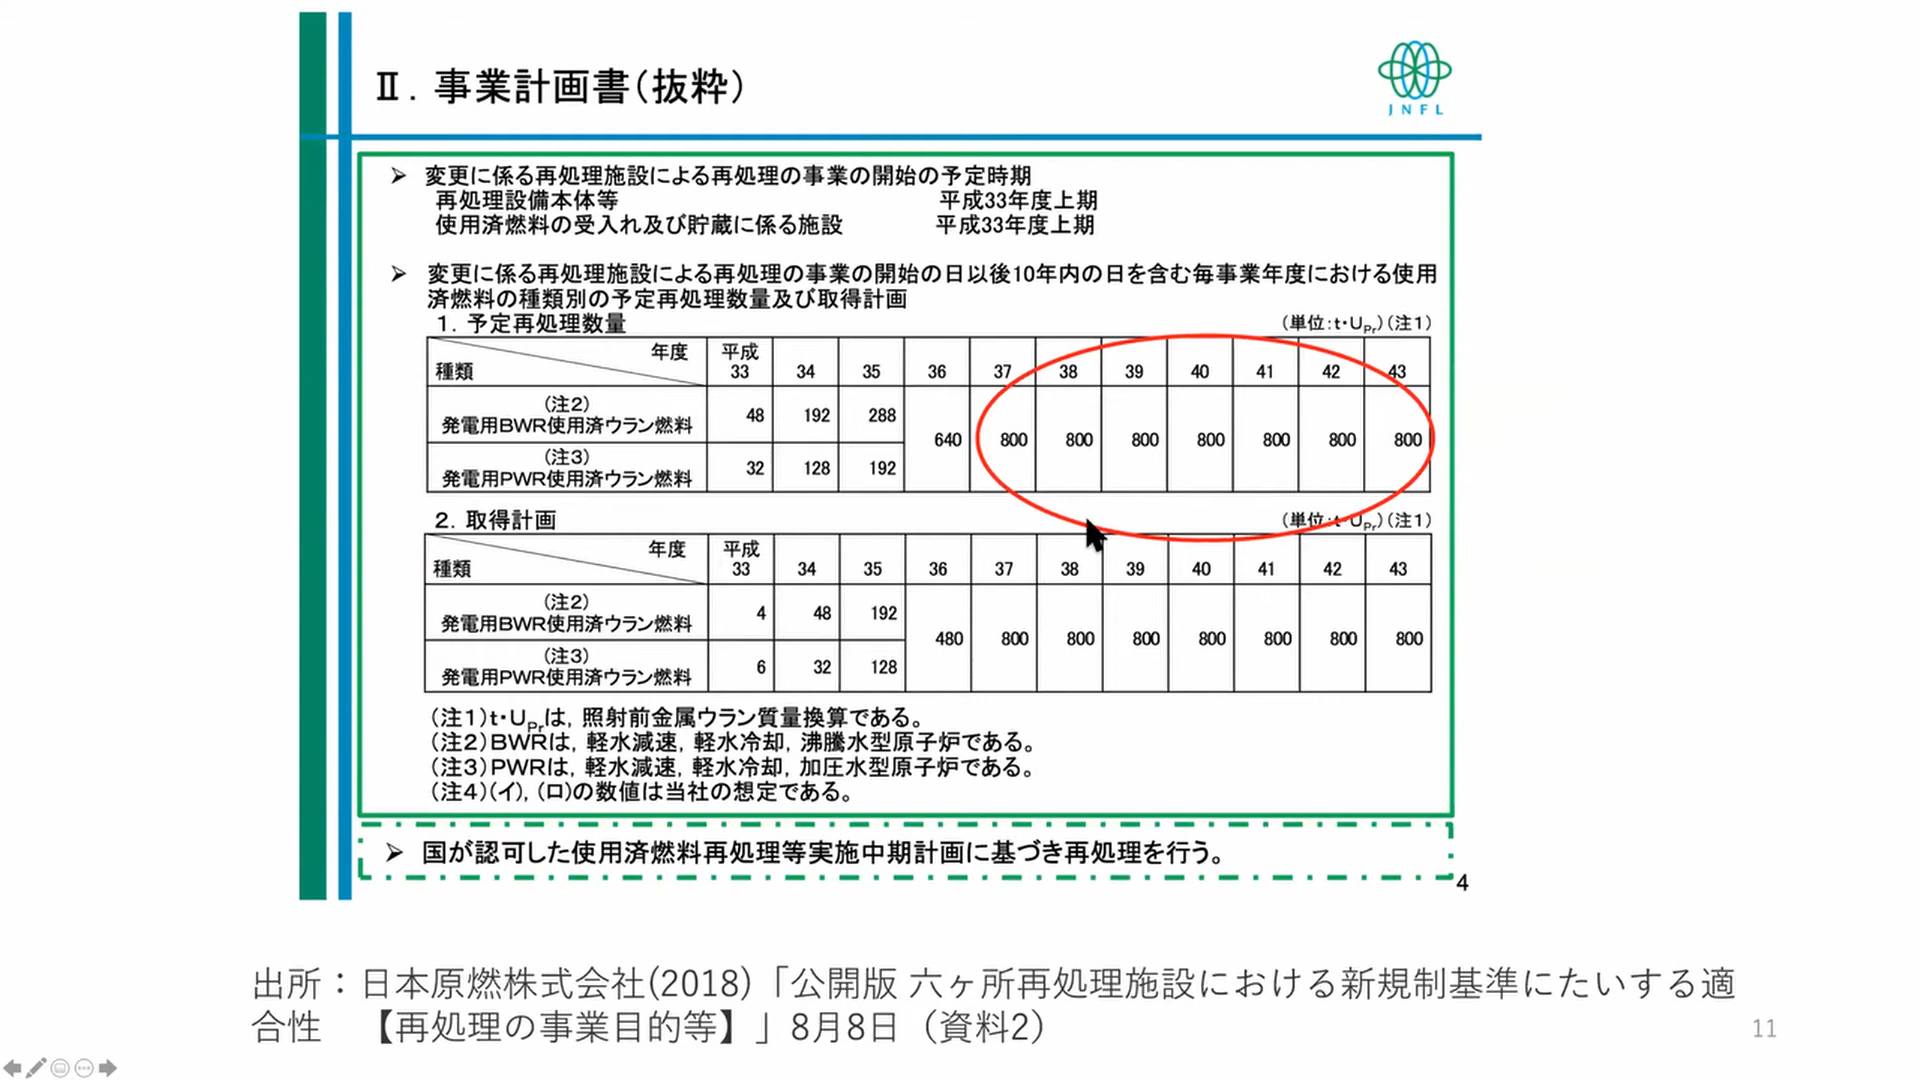 Ⅱ. 事業計画書(抜粋)
JNFL
➢ 変更に係る再処理施設による再処理の事業の開始の予定時期
再処理設備本体等 平成33年度上期
使用済燃料の受入れ及び貯蔵に係る施設 平成33年度上期
➢ 変更に係る再処理施設による再処理の事業の開始の日以後10年内の日を含む毎事業年度における使用
済燃料の種類別の予定再処理数量及び取得計画
1. 予定再処理数量 (単位:t・UPr)(注1)
年度 平成
種類 33 34 35 36 37 38 39 40 41 42 43
(注2)
発電用BWR使用済ウラン燃料 48 192 288
640 800 800 800 800 800 800 800
(注3)
発電用PWR使用済ウラン燃料 32 128 192
2. 取得計画 (単位:t・UPr)(注1)
年度 平成
種類 33 34 35 36 37 38 39 40 41 42 43
(注2)
発電用BWR使用済ウラン燃料 4 48 192
480 800 800 800 800 800 800 800
(注3)
発電用PWR使用済ウラン燃料 6 32 128
(注1)t・UPrは, 照射前金属ウラン質量換算である。
(注2)BWRは, 軽水減速, 軽水冷却, 沸騰水型原子炉である。
(注3)PWRは, 軽水減速, 軽水冷却, 加圧水型原子炉である。
(注4)(イ), (ロ)の数値は当社の想定である。
➢ 国が認可した使用済燃料再処理等実施中期計画に基づき再処理を行う。
4
出所：日本原燃株式会社(2018)「公開版 六ヶ所再処理施設における新規制基準にたいする適
合性 【再処理の事業目的等】」8月8日（資料2）
11